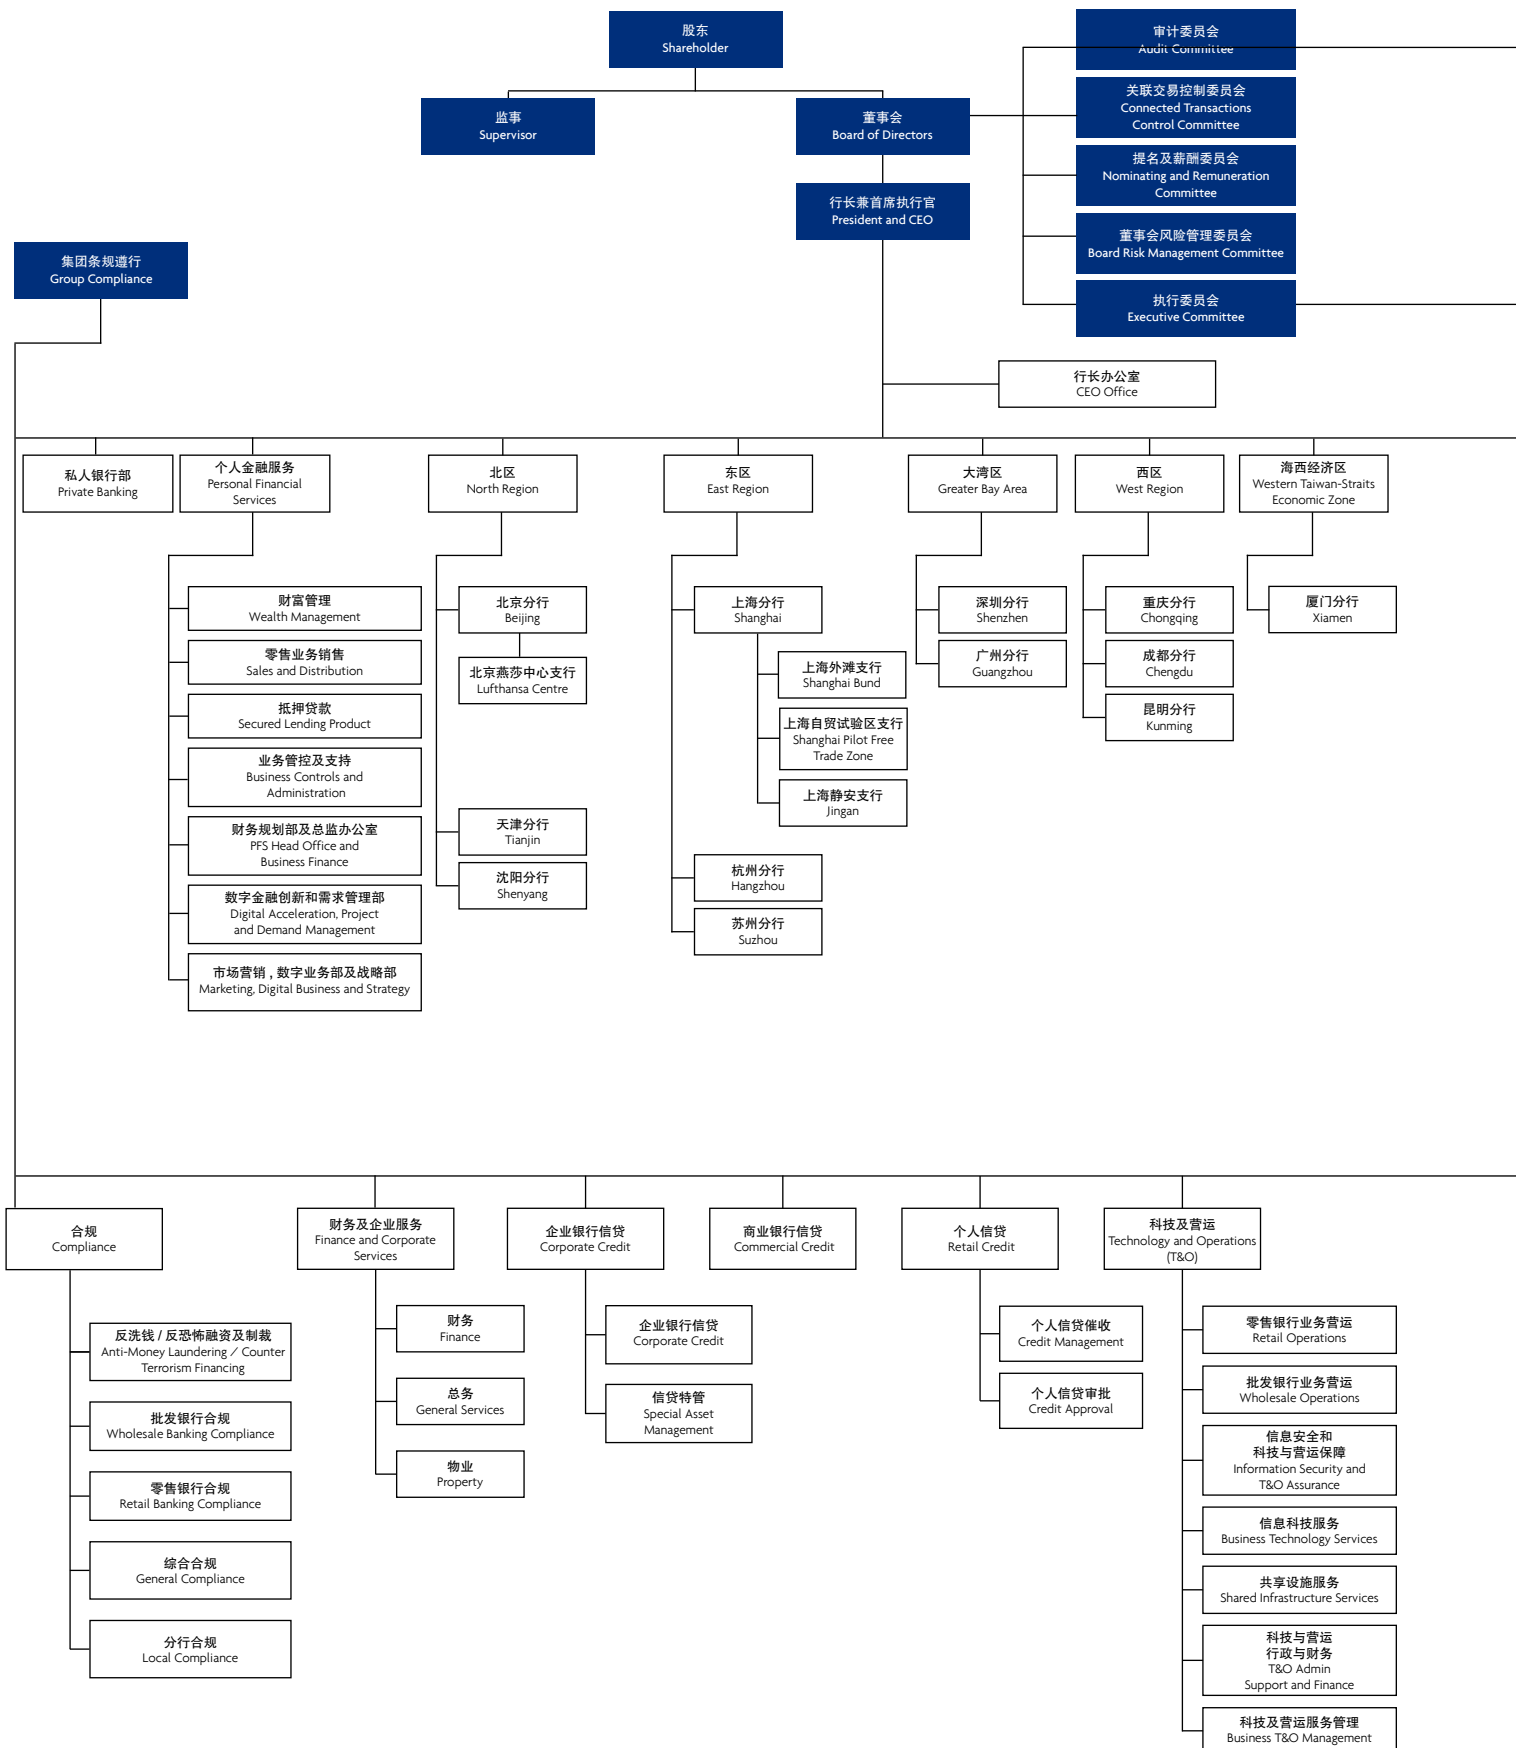 股东
Shareholder
审计委员会
Audit Committee
关联交易控制委员会
Connected Transactions
Control Committee
监事
Supervisor
董事会
Board of Directors
提名及薪酬委员会
Nominating and Remuneration
Committee
行长兼首席执行官
President and CEO
董事会风险管理委员会
Board Risk Management Committee
集团条规遵行
Group Compliance
执行委员会
Executive Committee
行长办公室
CEO Office
私人银行部
Private Banking
个人金融服务
Personal Financial
Services
北区
North Region
东区
East Region
大湾区
Greater Bay Area
西区
West Region
海西经济区
Western Taiwan-Straits
Economic Zone
财富管理
Wealth Management
零售业务销售
Sales and Distribution
抵押贷款
Secured Lending Product
业务管控及支持
Business Controls and
Administration
财务规划部及总监办公室
PFS Head Office and
Business Finance
数字金融创新和需求管理部
Digital Acceleration, Project
and Demand Management
市场营销 , 数字业务部及战略部
Marketing, Digital Business and Strategy
北京分行
Beijing
北京燕莎中心支行
Lufthansa Centre
天津分行
Tianjin
沈阳分行
Shenyang
上海分行
Shanghai
上海外滩支行
Shanghai Bund
上海自贸试验区支行
Shanghai Pilot Free
Trade Zone
上海静安支行
Jingan
杭州分行
Hangzhou
苏州分行
Suzhou
深圳分行
Shenzhen
广州分行
Guangzhou
重庆分行
Chongqing
成都分行
Chengdu
昆明分行
Kunming
厦门分行
Xiamen
合规
Compliance
财务及企业服务
Finance and Corporate
Services
企业银行信贷
Corporate Credit
商业银行信贷
Commercial Credit
个人信贷
Retail Credit
科技及营运
Technology and Operations
(T&O)
反洗钱 / 反恐怖融资及制裁
Anti-Money Laundering / Counter
Terrorism Financing
批发银行合规
Wholesale Banking Compliance
零售银行合规
Retail Banking Compliance
综合合规
General Compliance
分行合规
Local Compliance
财务
Finance
总务
General Services
物业
Property
企业银行信贷
Corporate Credit
信贷特管
Special Asset
Management
个人信贷催收
Credit Management
个人信贷审批
Credit Approval
零售银行业务营运
Retail Operations
批发银行业务营运
Wholesale Operations
信息安全和
科技与营运保障
Information Security and
T&O Assurance
信息科技服务
Business Technology Services
共享设施服务
Shared Infrastructure Services
科技与营运
行政与财务
T&O Admin
Support and Finance
科技及营运服务管理
Business T&O Management